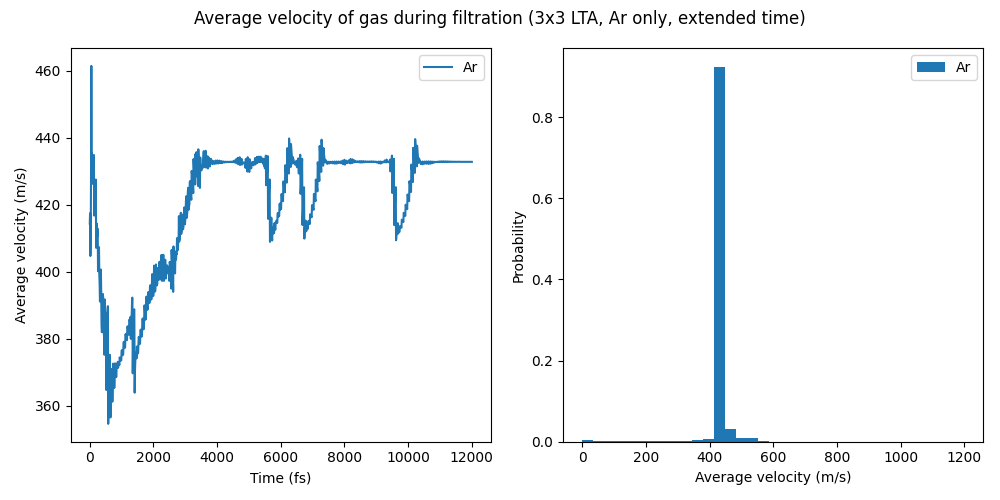 Average velocity of gas during filtration (3x3 LTA, Ar only, extended time)
Ar
460
440
420
400
380
360
Average velocity (m/s)
0 2000 4000 6000 8000 10000 12000
Time (fs)
Ar
0.8
0.6
0.4
0.2
0.0
Probability
0 200 400 600 800 1000 1200
Average velocity (m/s)